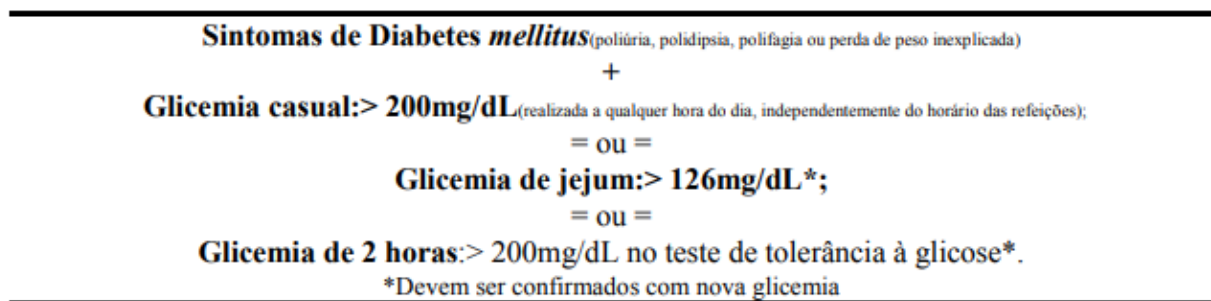 Sintomas de Diabetes mellitus(poliúria, polidipsia, polifagia ou perda de peso inexplicada)
+
Glicemia casual:> 200mg/dL(realizada a qualquer hora do dia, independentemente do horário das refeições);
= ou =
Glicemia de jejum:> 126mg/dL*;
= ou =
Glicemia de 2 horas:> 200mg/dL no teste de tolerância à glicose*.
*Devem ser confirmados com nova glicemia